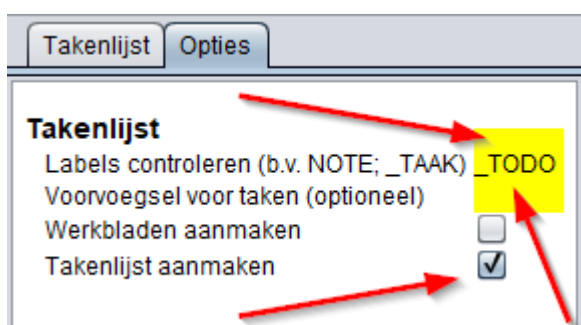 Takenlijst Opties
Takenlijst
Labels controleren (b.v. NOTE; _TAAK) _TODO
Voorvoegsel voor taken (optioneel)
Werkbladen aanmaken
Takenlijst aanmaken